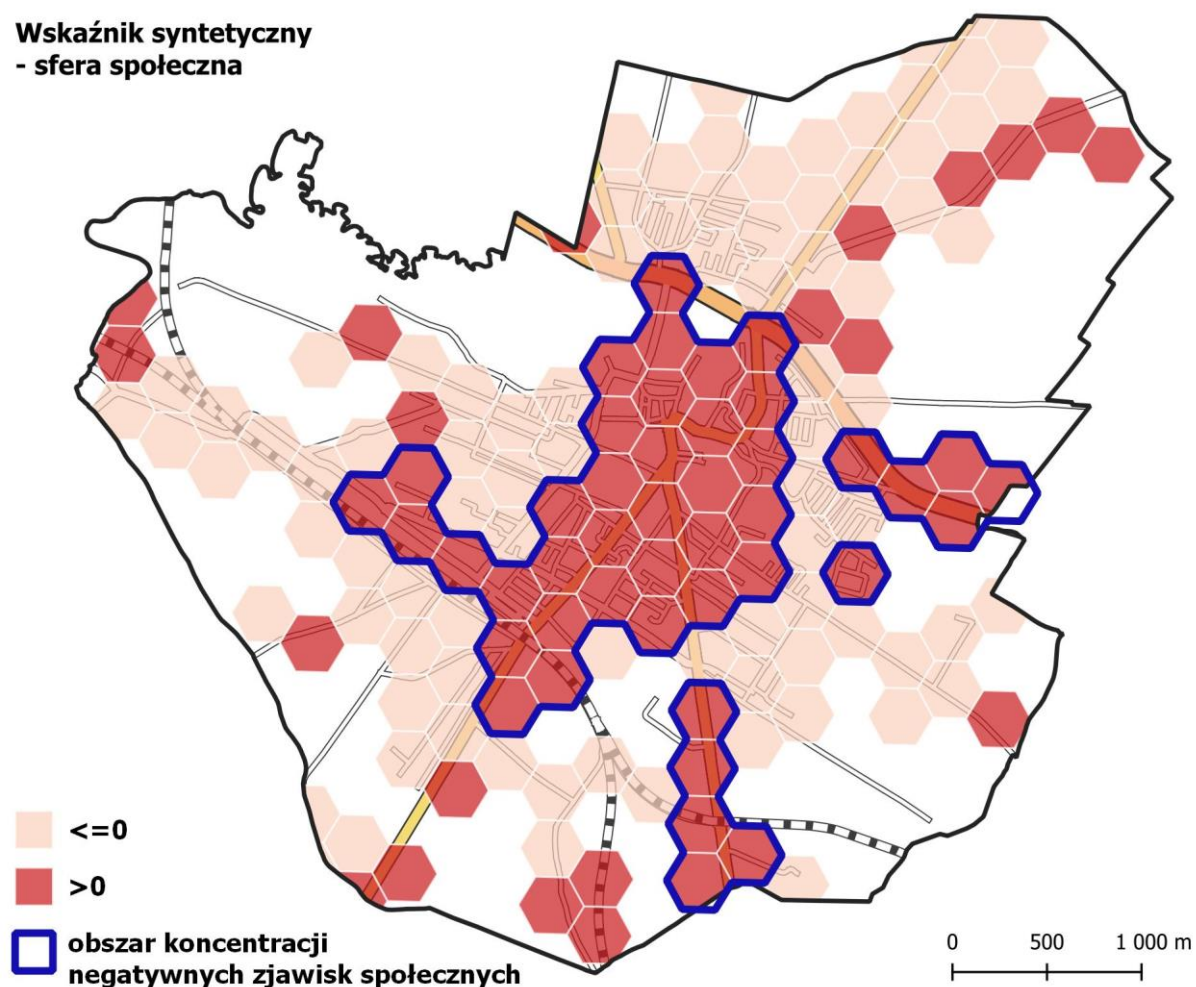 Wskaźnik syntetyczny
- sfera społeczna
<=0
>0
obszar koncentracji
negatywnych zjawisk społecznych
0 500 1 000 m